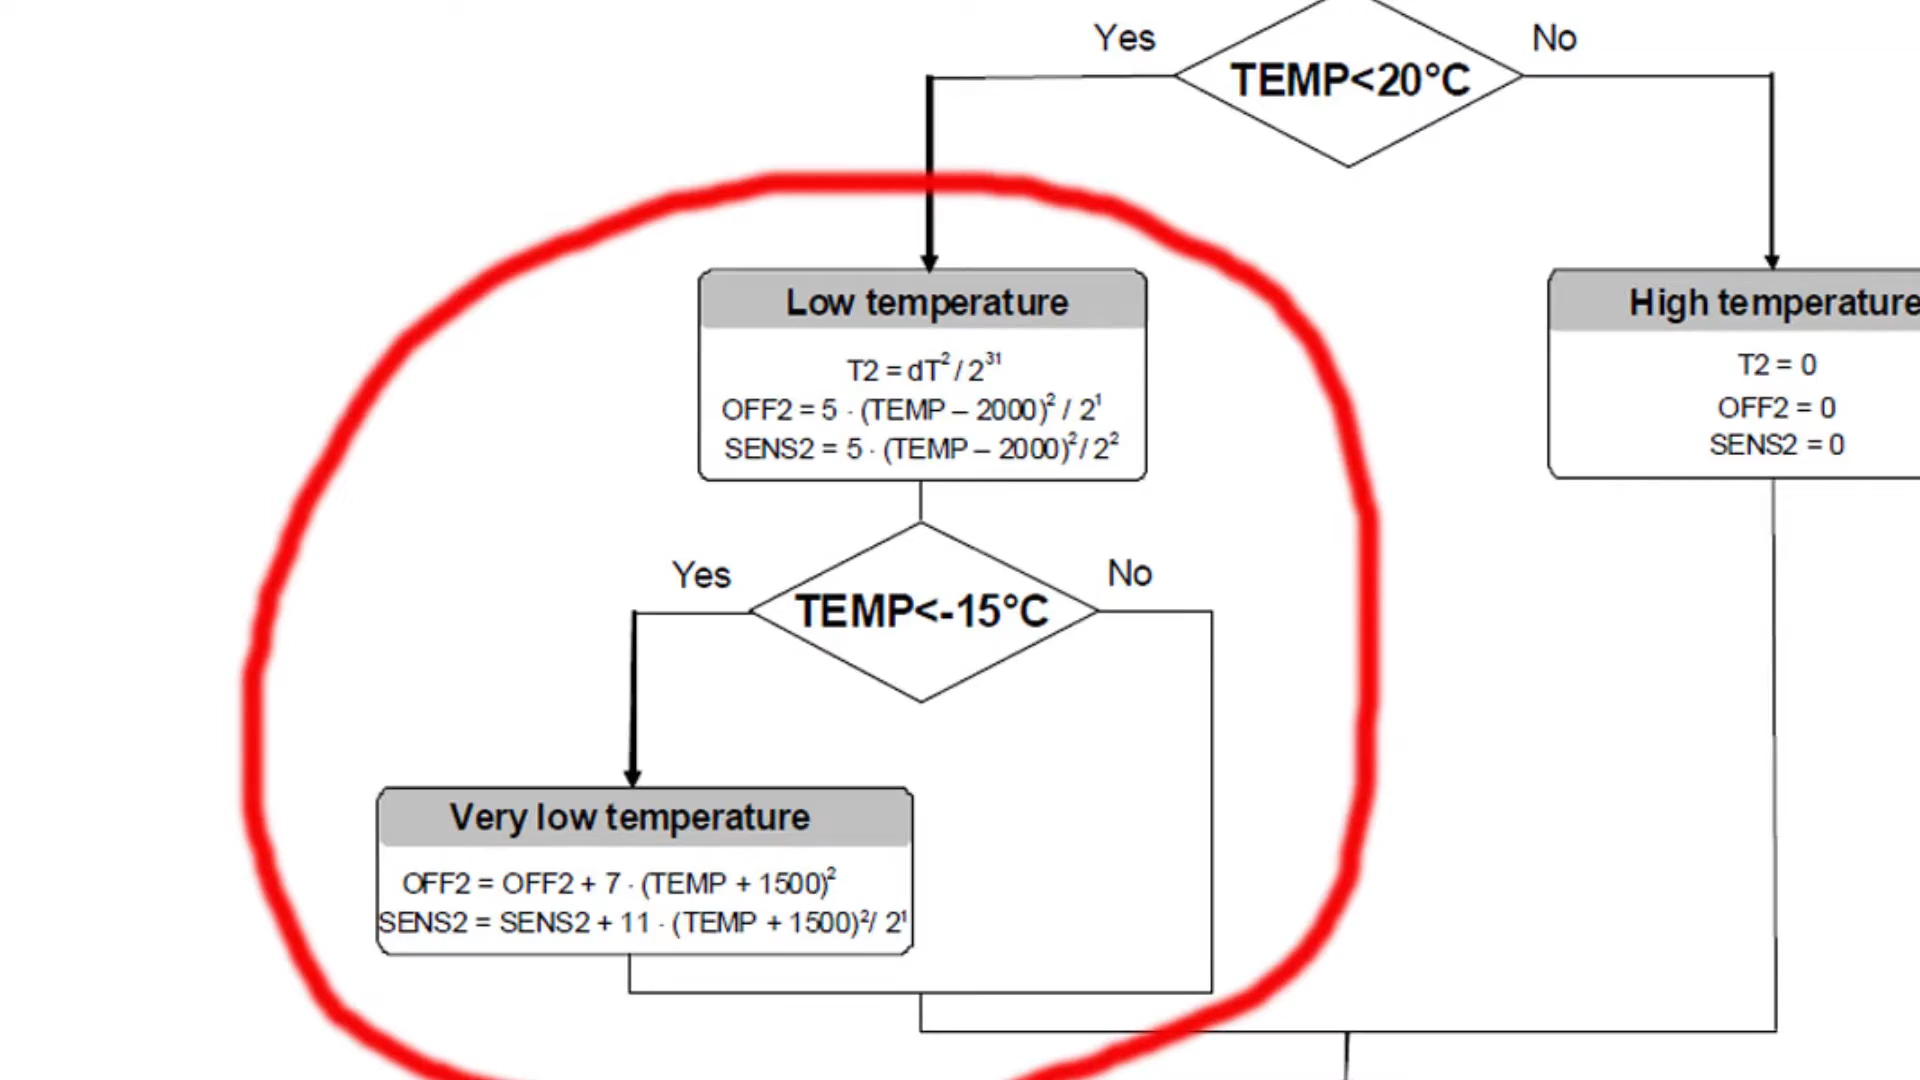 Yes
No
TEMP<20°C
Low temperature
T2 = dT² / 2³¹
OFF2 = 5 · (TEMP – 2000)² / 2¹
SENS2 = 5 · (TEMP – 2000)² / 2²
High temperature
T2 = 0
OFF2 = 0
SENS2 = 0
Yes
No
TEMP<-15°C
Very low temperature
OFF2 = OFF2 + 7 · (TEMP + 1500)²
SENS2 = SENS2 + 11 · (TEMP + 1500)² / 2¹